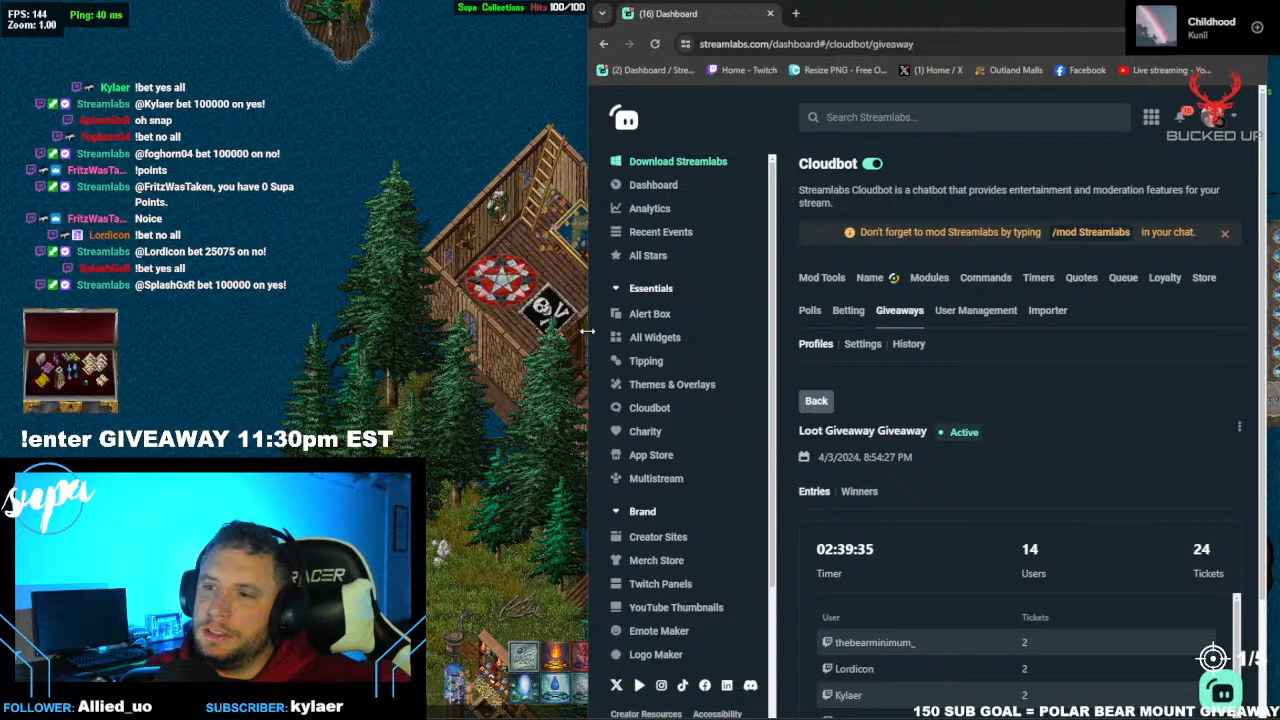 FPS: 144
Zoom: 1.00
Ping: 40 ms
Supa Collections Hits 100/100
Kylaer !bet yes all
Streamlabs @Kylaer bet 100000 on yes!
SplashGxR oh snap
foghorn04 !bet no all
Streamlabs @foghorn04 bet 100000 on no!
FritzWasTa... !points
Streamlabs @FritzWasTaken, you have 0 Supa
Points.
FritzWasTa... Noice
Lordicon !bet no all
Streamlabs @Lordicon bet 25075 on no!
SplashGxR !bet yes all
Streamlabs @SplashGxR bet 100000 on yes!
!enter GIVEAWAY 11:30pm EST
supa
RACER
FOLLOWER: Allied_uo
SUBSCRIBER: kylaer
(16) Dashboard
streamlabs.com/dashboard#/cloudbot/giveaway
(2) Dashboard / Stre...
Home - Twitch
Resize PNG - Free O...
(1) Home / X
Outland Malls
Facebook
Live streaming - Yo...
Childhood
Kunii
BUCKED UP
Search Streamlabs...
Download Streamlabs
Dashboard
Analytics
Recent Events
All Stars
Essentials
Alert Box
All Widgets
Tipping
Themes & Overlays
Cloudbot
Charity
App Store
Multistream
Brand
Creator Sites
Merch Store
Twitch Panels
YouTube Thumbnails
Emote Maker
Logo Maker
Creator Resources
Accessibility
Cloudbot
Streamlabs Cloudbot is a chatbot that provides entertainment and moderation features for your
stream.
Don't forget to mod Streamlabs by typing /mod Streamlabs in your chat.
Mod Tools Name Modules Commands Timers Quotes Queue Loyalty Store
Polls Betting Giveaways User Management Importer
Profiles Settings History
Back
Loot Giveaway Giveaway
Active
4/3/2024, 8:54:27 PM
Entries Winners
02:39:35 14 24
Timer Users Tickets
User Tickets
thebearminimum_ 2
Lordicon 2
Kylaer 2
1/5
150 SUB GOAL = POLAR BEAR MOUNT GIVEAWAY